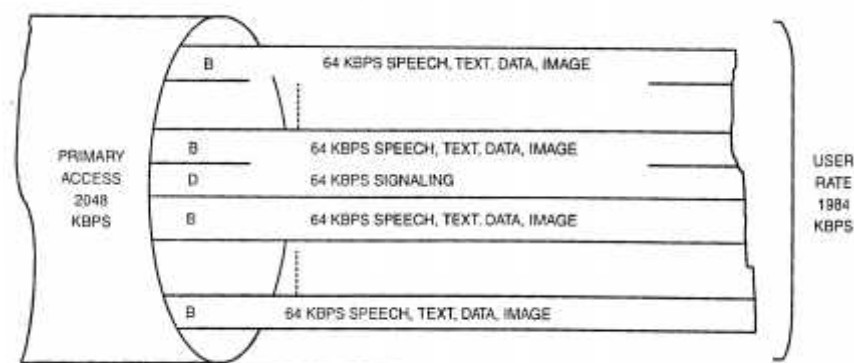 B 64 KBPS SPEECH, TEXT, DATA, IMAGE
B 64 KBPS SPEECH, TEXT, DATA, IMAGE
PRIMARY
ACCESS
2048
KBPS
D 64 KBPS SIGNALING
B 64 KBPS SPEECH, TEXT, DATA, IMAGE
B 64 KBPS SPEECH, TEXT, DATA, IMAGE
USER
RATE
1984
KBPS